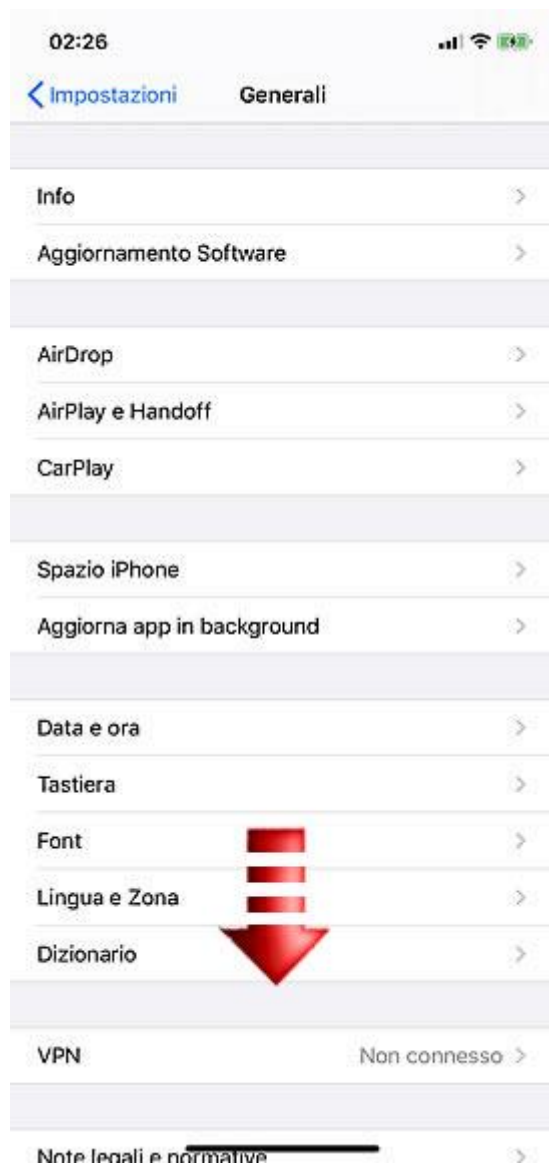 02:26
Impostazioni Generali
Info
Aggiornamento Software
AirDrop
AirPlay e Handoff
CarPlay
Spazio iPhone
Aggiorna app in background
Data e ora
Tastiera
Font
Lingua e Zona
Dizionario
VPN Non connesso
Note legali e normative